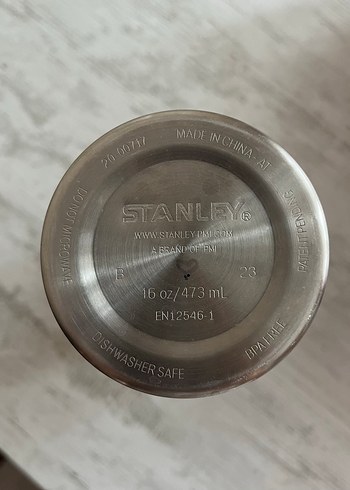 STANLEY®
WWW.STANLEY-PMI.COM
A BRAND OF PMI
B 23
16 oz/473 mL
EN12546-1
MADE IN CHINA - AT
PATENT PENDING
BPA FREE
DISHWASHER SAFE
DO NOT MICROWAVE